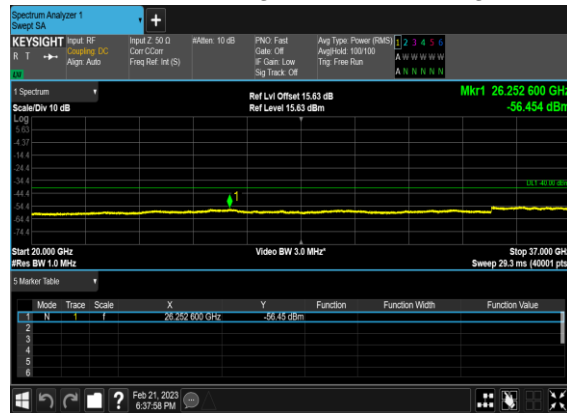 Spectrum Analyzer 1
Swept SA
+
KEYSIGHT Input: RF Input Z: 50 Ω #Atten: 10 dB PNO: Fast Avg Type: Power (RMS) 1 2 3 4 5 6
R T Coupling: DC Corr CCorr Gate: Off Avg|Hold: 100/100 A W W W W W
Align: Auto Freq Ref: Int (S) IF Gain: Low Trig: Free Run
LW Sig Track: Off A N N N N N
1 Spectrum Ref Lvl Offset 15.63 dB Mkr1 26.252 600 GHz
Scale/Div 10 dB Ref Level 15.63 dBm -56.454 dBm
Log
5.63
-4.37
-14.4
-24.4
-34.4
DL1 -40.00 dBm
-44.4
1
-54.4
-64.4
-74.4
Start 20.000 GHz Video BW 3.0 MHz* Stop 37.000 GHz
#Res BW 1.0 MHz Sweep 29.3 ms (40001 pts)
5 Marker Table
Mode Trace Scale X Y Function Function Width Function Value
1 N 1 f 26.252 600 GHz -56.45 dBm
2
3
4
5
6
? Feb 21, 2023
6:37:58 PM